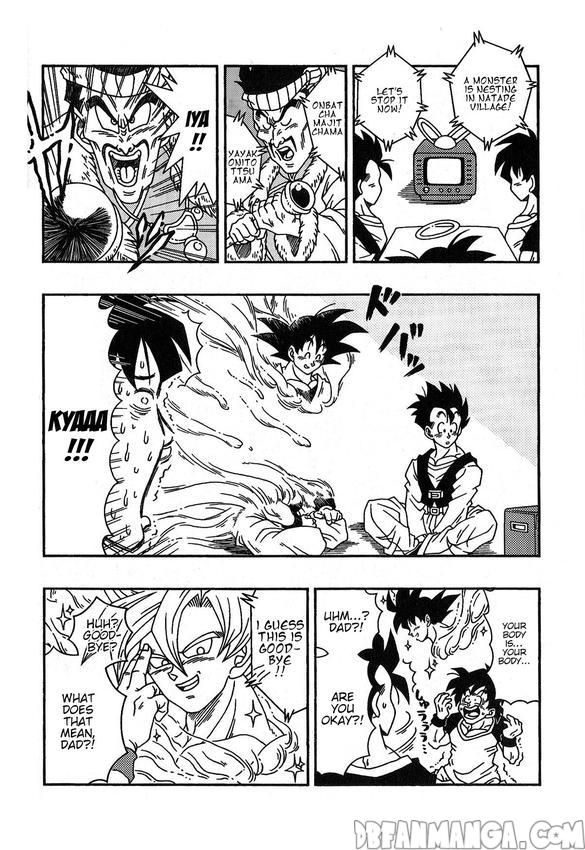 A MONSTER
IS NESTING
IN NATADE
VILLAGE!
LET'S
STOP IT
NOW!
ONBAT
CHA
MAJIT
CHAMA
YAYAK
ONITO
TTSU
AMA
IYA
!!
KYAAA
!!!
YOUR
BODY
IS...
YOUR
BODY...
UHM...?
DAD?!
ARE
YOU
OKAY?!
I GUESS
THIS IS
GOOD-
BYE
!!
HUH?
GOOD-
BYE?!
WHAT
DOES
THAT
MEAN,
DAD?!
DBFANMANGA.COM